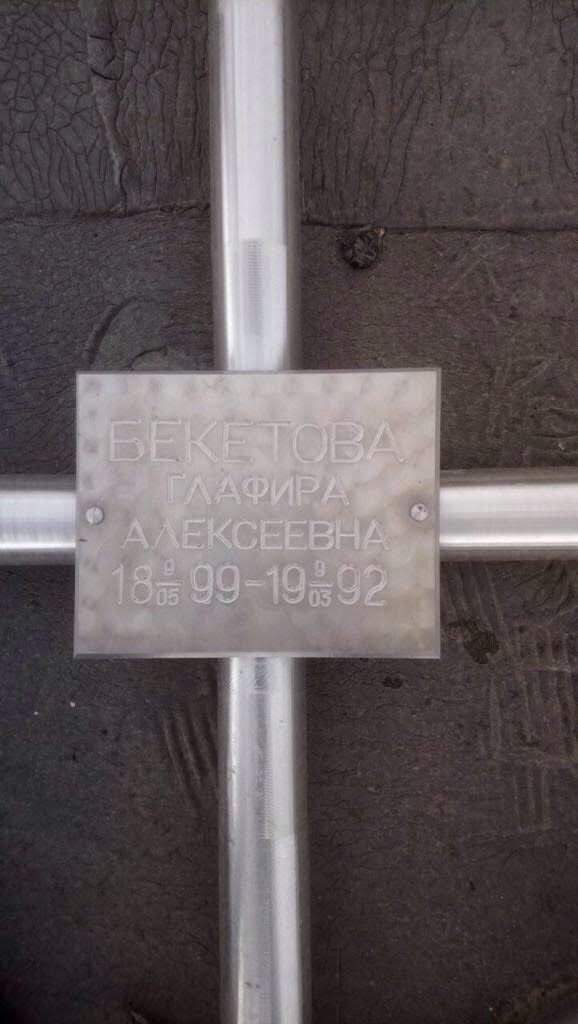 БЕКЕТОВА
ГЛАФИРА
АЛЕКСЕЕВНА
18 9/05 99-19 9/03 92